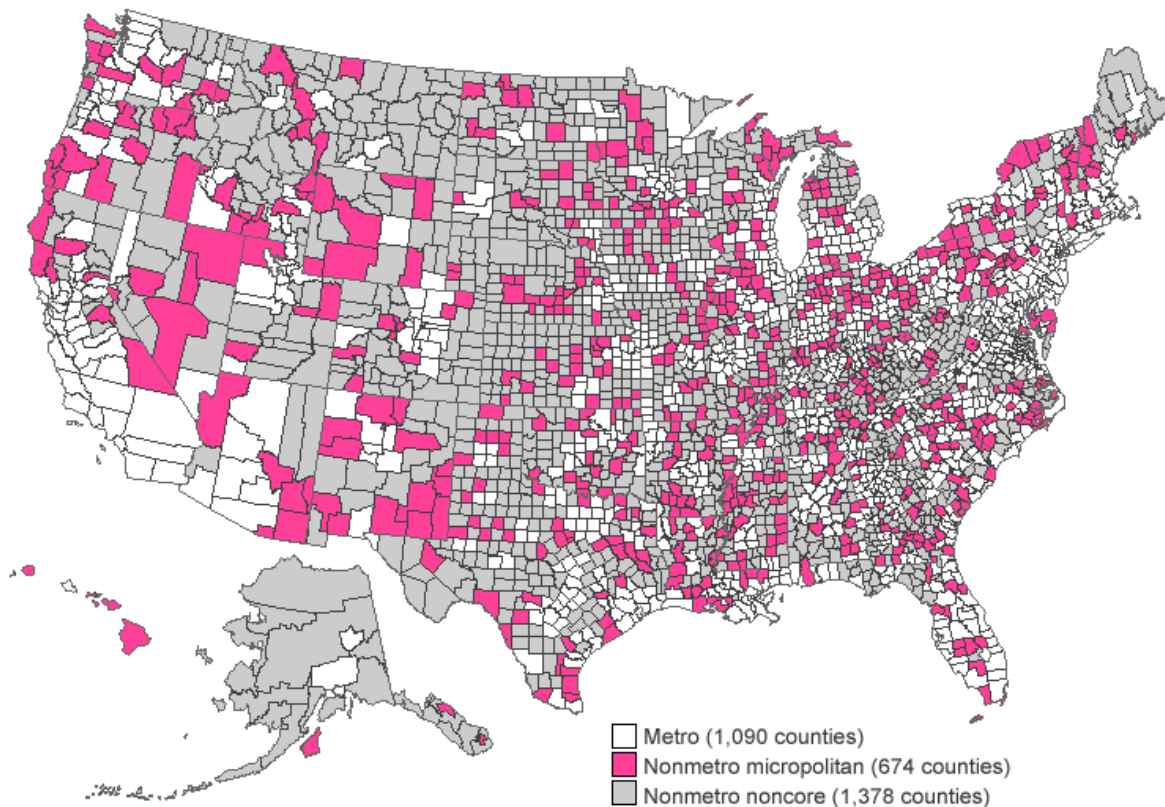 Metro (1,090 counties)
Nonmetro micropolitan (674 counties)
Nonmetro noncore (1,378 counties)